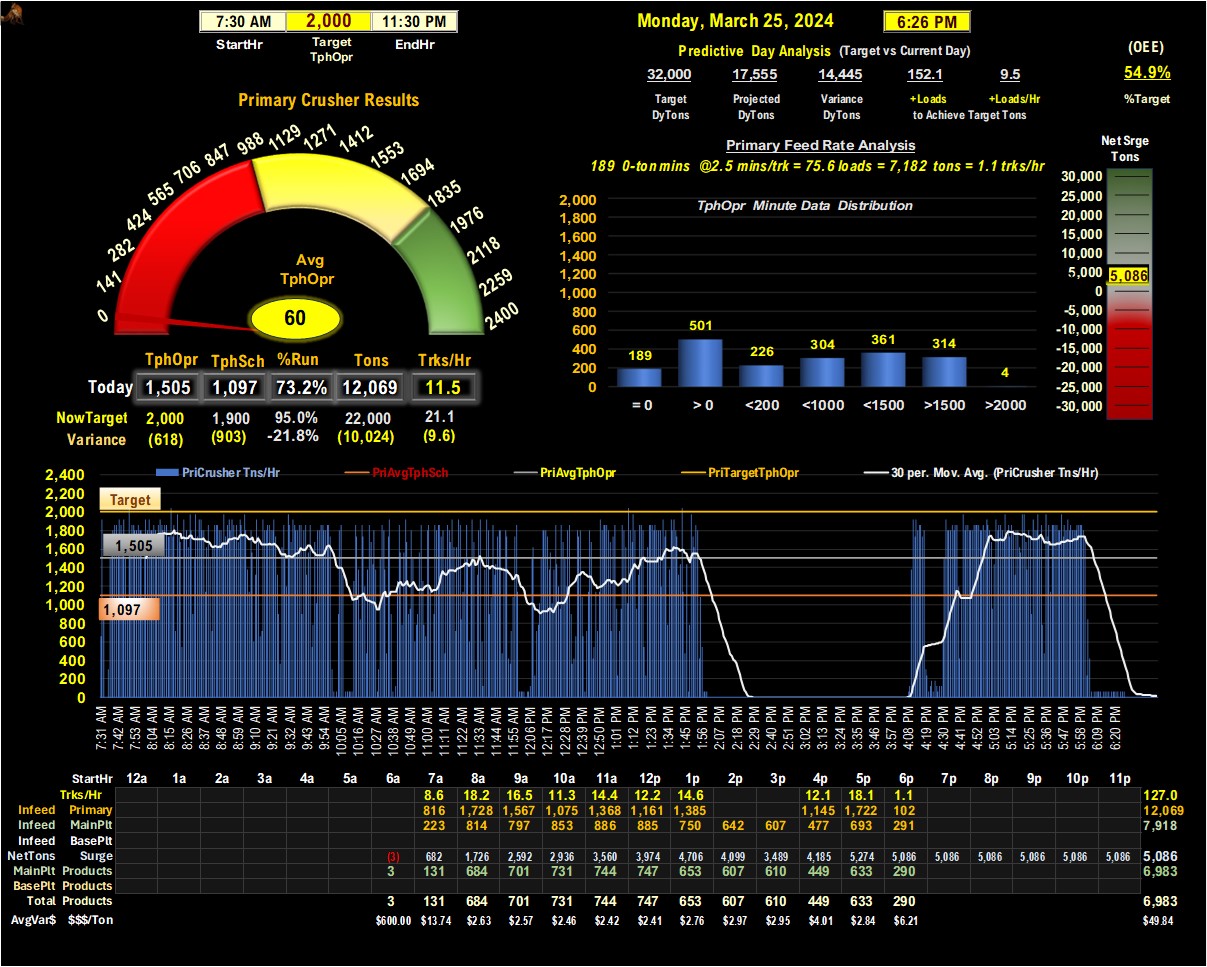 7:30 AM 2,000 11:30 PM
StartHr Target TphOpr EndHr
Monday, March 25, 2024 6:26 PM
Predictive Day Analysis (Target vs Current Day)
32,000 17,555 14,445 152.1 9.5
Target Projected Variance +Loads +Loads/Hr
DyTons DyTons DyTons to Achieve Target Tons
(OEE)
54.9%
%Target
Primary Crusher Results
0 141 282 424 565 706 847 988 1129 1271 1412 1553 1694 1835 1976 2118 2259 2400
Avg
TphOpr
60
TphOpr TphSch %Run Tons Trks/Hr
Today 1,505 1,097 73.2% 12,069 11.5
NowTarget 2,000 1,900 95.0% 22,000 21.1
Variance (618) (903) -21.8% (10,024) (9.6)
Primary Feed Rate Analysis
189 0-ton mins @2.5 mins/trk = 75.6 loads = 7,182 tons = 1.1 trks/hr
TphOpr Minute Data Distribution
2,000
1,800
1,600
1,400
1,200
1,000
800
600
400
200
0
189 501 226 304 361 314 4
= 0 > 0 <200 <1000 <1500 >1500 >2000
Net Srge
Tons
30,000
25,000
20,000
15,000
10,000
5,000
0
-5,000
-10,000
-15,000
-20,000
-25,000
-30,000
5,086
PriCrusher Tns/Hr PriAvgTphSch PriAvgTphOpr PriTargetTphOpr 30 per. Mov. Avg. (PriCrusher Tns/Hr)
2,400
2,200
2,000
1,800
1,600
1,400
1,200
1,000
800
600
400
200
0
Target
1,505
1,097
7:31 AM 7:42 AM 7:53 AM 8:04 AM 8:15 AM 8:26 AM 8:37 AM 8:48 AM 8:59 AM 9:10 AM 9:21 AM 9:32 AM 9:43 AM 9:54 AM 10:05 AM 10:16 AM 10:27 AM 10:38 AM 10:49 AM 11:00 AM 11:11 AM 11:22 AM 11:33 AM 11:44 AM 11:55 AM 12:06 PM 12:17 PM 12:28 PM 12:39 PM 12:50 PM 1:01 PM 1:12 PM 1:23 PM 1:34 PM 1:45 PM 1:56 PM 2:07 PM 2:18 PM 2:29 PM 2:40 PM 2:51 PM 3:02 PM 3:13 PM 3:24 PM 3:35 PM 3:46 PM 3:57 PM 4:08 PM 4:19 PM 4:30 PM 4:41 PM 4:52 PM 5:03 PM 5:14 PM 5:25 PM 5:36 PM 5:47 PM 5:58 PM 6:09 PM 6:20 PM
StartHr 12a 1a 2a 3a 4a 5a 6a 7a 8a 9a 10a 11a 12p 1p 2p 3p 4p 5p 6p 7p 8p 9p 10p 11p
Trks/Hr 8.6 18.2 16.5 11.3 14.4 12.2 14.6 12.1 18.1 1.1 127.0
Infeed Primary 816 1,728 1,567 1,075 1,368 1,161 1,385 1,145 1,722 102 12,069
Infeed MainPlt 223 814 797 853 886 885 750 642 607 477 693 291 7,918
Infeed BasePlt
NetTons Surge (3) 682 1,726 2,592 2,936 3,560 3,974 4,706 4,099 3,489 4,185 5,274 5,086 5,086 5,086 5,086 5,086 5,086 5,086
MainPlt Products 3 131 684 701 731 744 747 653 607 610 449 633 290 6,983
BasePlt Products
Total Products 3 131 684 701 731 744 747 653 607 610 449 633 290 6,983
AvgVar$ $$$/Ton $600.00 $13.74 $2.63 $2.57 $2.46 $2.42 $2.41 $2.76 $2.97 $2.95 $4.01 $2.84 $6.21 $49.84